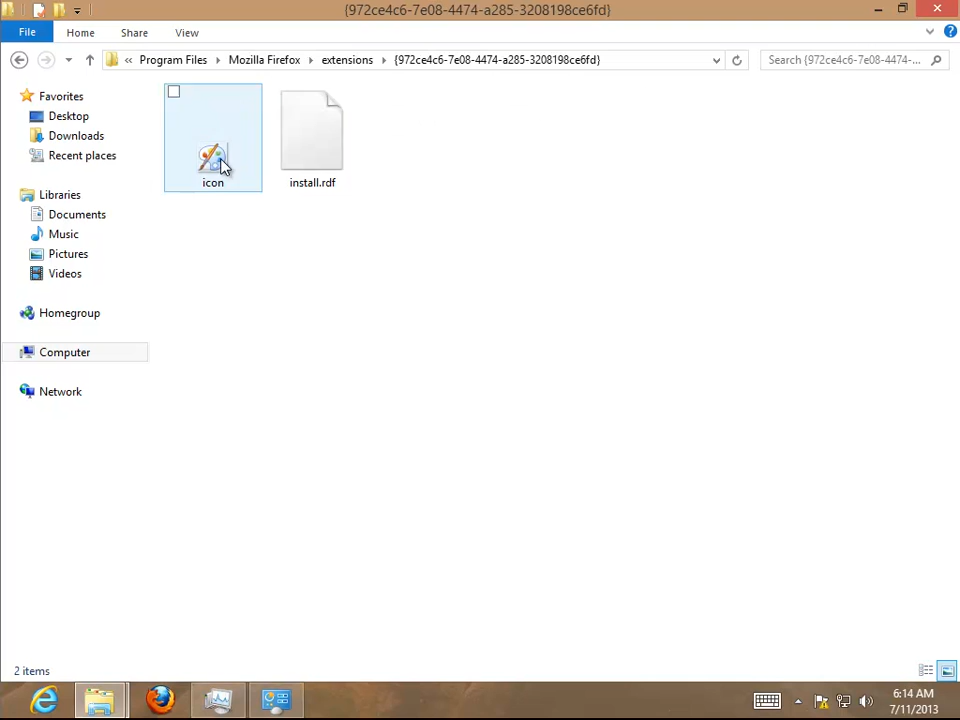 {972ce4c6-7e08-4474-a285-3208198ce6fd}
File
Home
Share
View
« Program Files
Mozilla Firefox
extensions
{972ce4c6-7e08-4474-a285-3208198ce6fd}
Search {972ce4c6-7e08-4474-...
Favorites
Desktop
Downloads
Recent places
Libraries
Documents
Music
Pictures
Videos
Homegroup
Computer
Network
icon
install.rdf
2 items
6:14 AM
7/11/2013